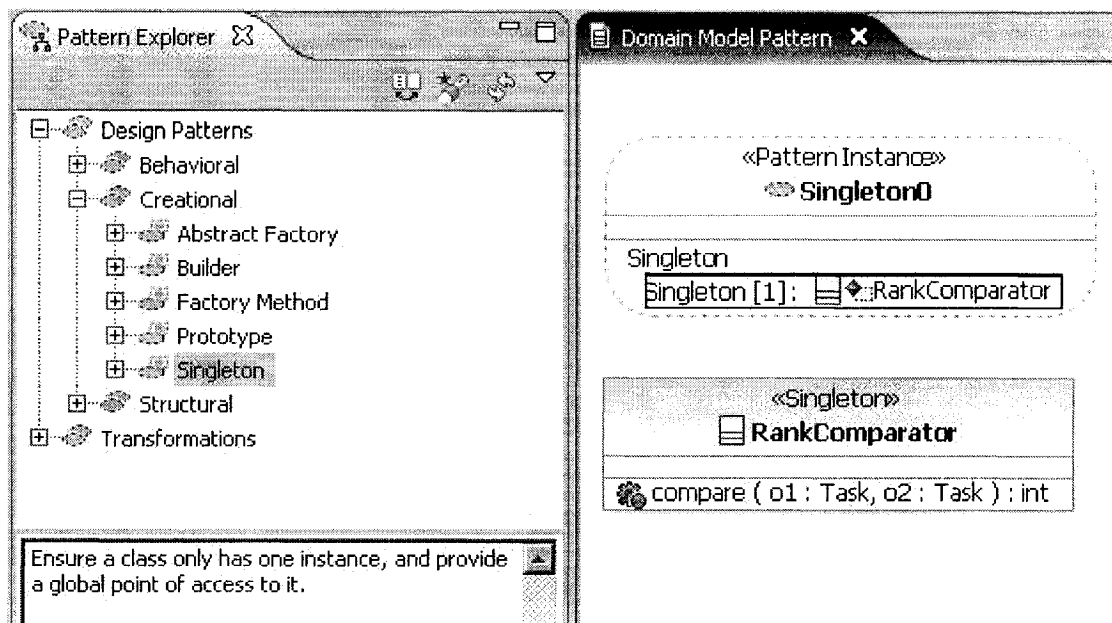 Pattern Explorer
Design Patterns
Behavioral
Creational
Abstract Factory
Builder
Factory Method
Prototype
Singleton
Structural
Transformations
Ensure a class only has one instance, and provide
a global point of access to it.
Domain Model Pattern
«Pattern Instance»
Singleton0
Singleton
Singleton [1]: RankComparator
«Singleton»
RankComparator
compare ( o1 : Task, o2 : Task ) : int